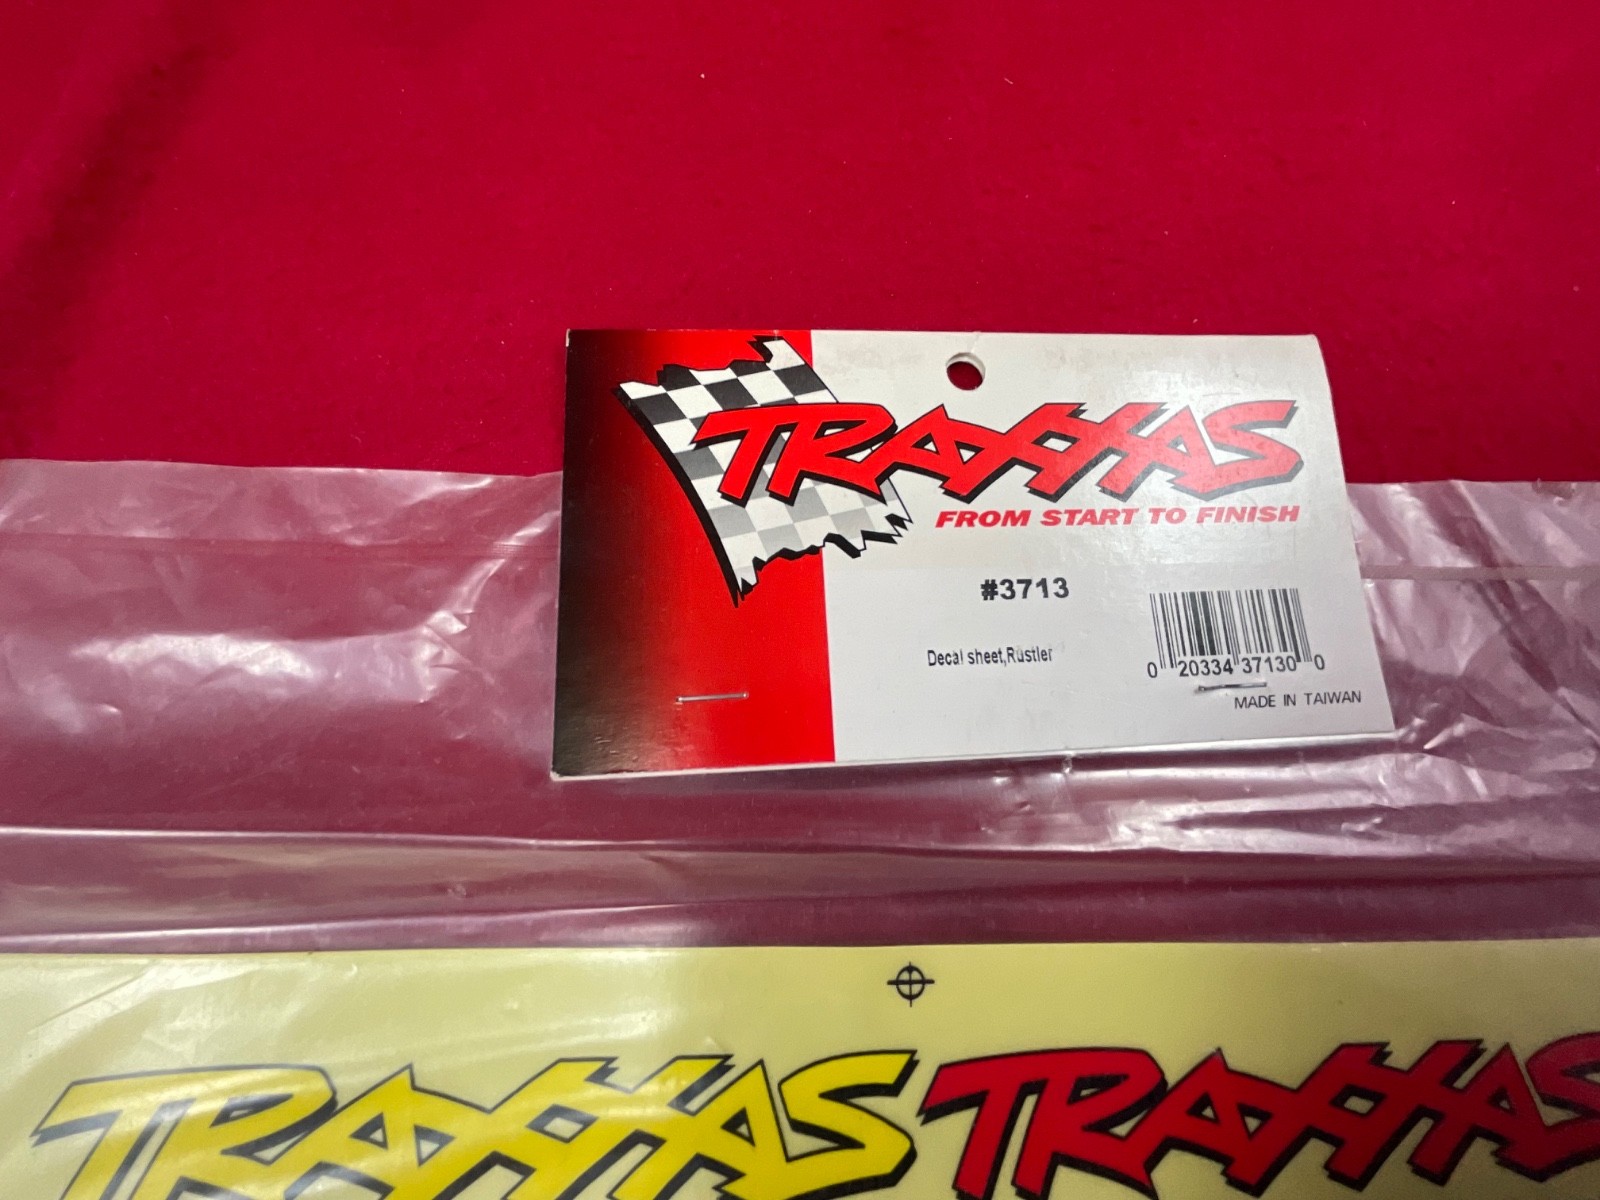 TRAXXAS
FROM START TO FINISH
#3713
Decal sheet,Rustler
0 20334 37130 0
MADE IN TAIWAN
TRAXXAS TRAXXAS